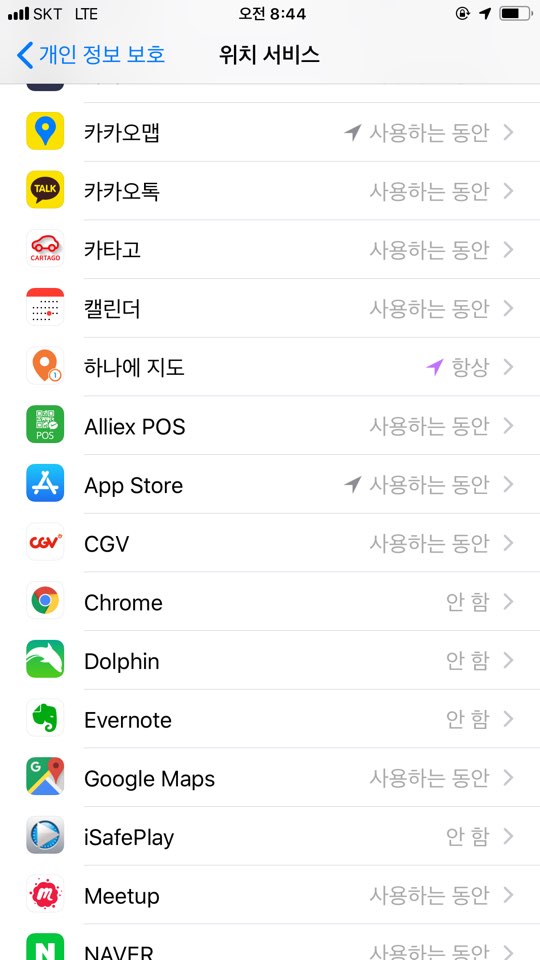 SKT LTE 오전 8:44
개인 정보 보호 위치 서비스
카카오맵 사용하는 동안
TALK 카카오톡 사용하는 동안
CARTAGO 카타고 사용하는 동안
캘린더 사용하는 동안
1 하나에 지도 항상
POS Alliex POS 사용하는 동안
App Store 사용하는 동안
CGV CGV 사용하는 동안
Chrome 안 함
Dolphin 안 함
Evernote 안 함
G Google Maps 사용하는 동안
iSafePlay 안 함
m Meetup 사용하는 동안
N NAVER 사용하는 동안